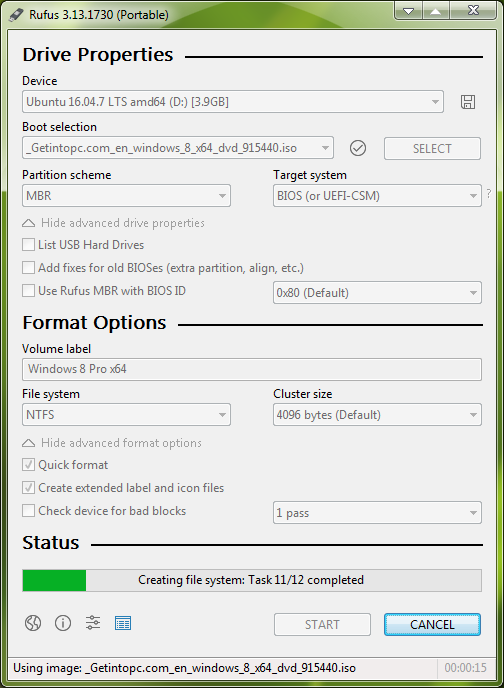 Rufus 3.13.1730 (Portable)
Drive Properties
Device
Ubuntu 16.04.7 LTS amd64 (D:) [3.9GB]
Boot selection
_Getintopc.com_en_windows_8_x64_dvd_915440.iso
SELECT
Partition scheme
Target system
MBR
BIOS (or UEFI-CSM)
?
Hide advanced drive properties
List USB Hard Drives
Add fixes for old BIOSes (extra partition, align, etc.)
Use Rufus MBR with BIOS ID
0x80 (Default)
Format Options
Volume label
Windows 8 Pro x64
File system
Cluster size
NTFS
4096 bytes (Default)
Hide advanced format options
Quick format
Create extended label and icon files
Check device for bad blocks
1 pass
Status
Creating file system: Task 11/12 completed
START
CANCEL
Using image: _Getintopc.com_en_windows_8_x64_dvd_915440.iso
00:00:15